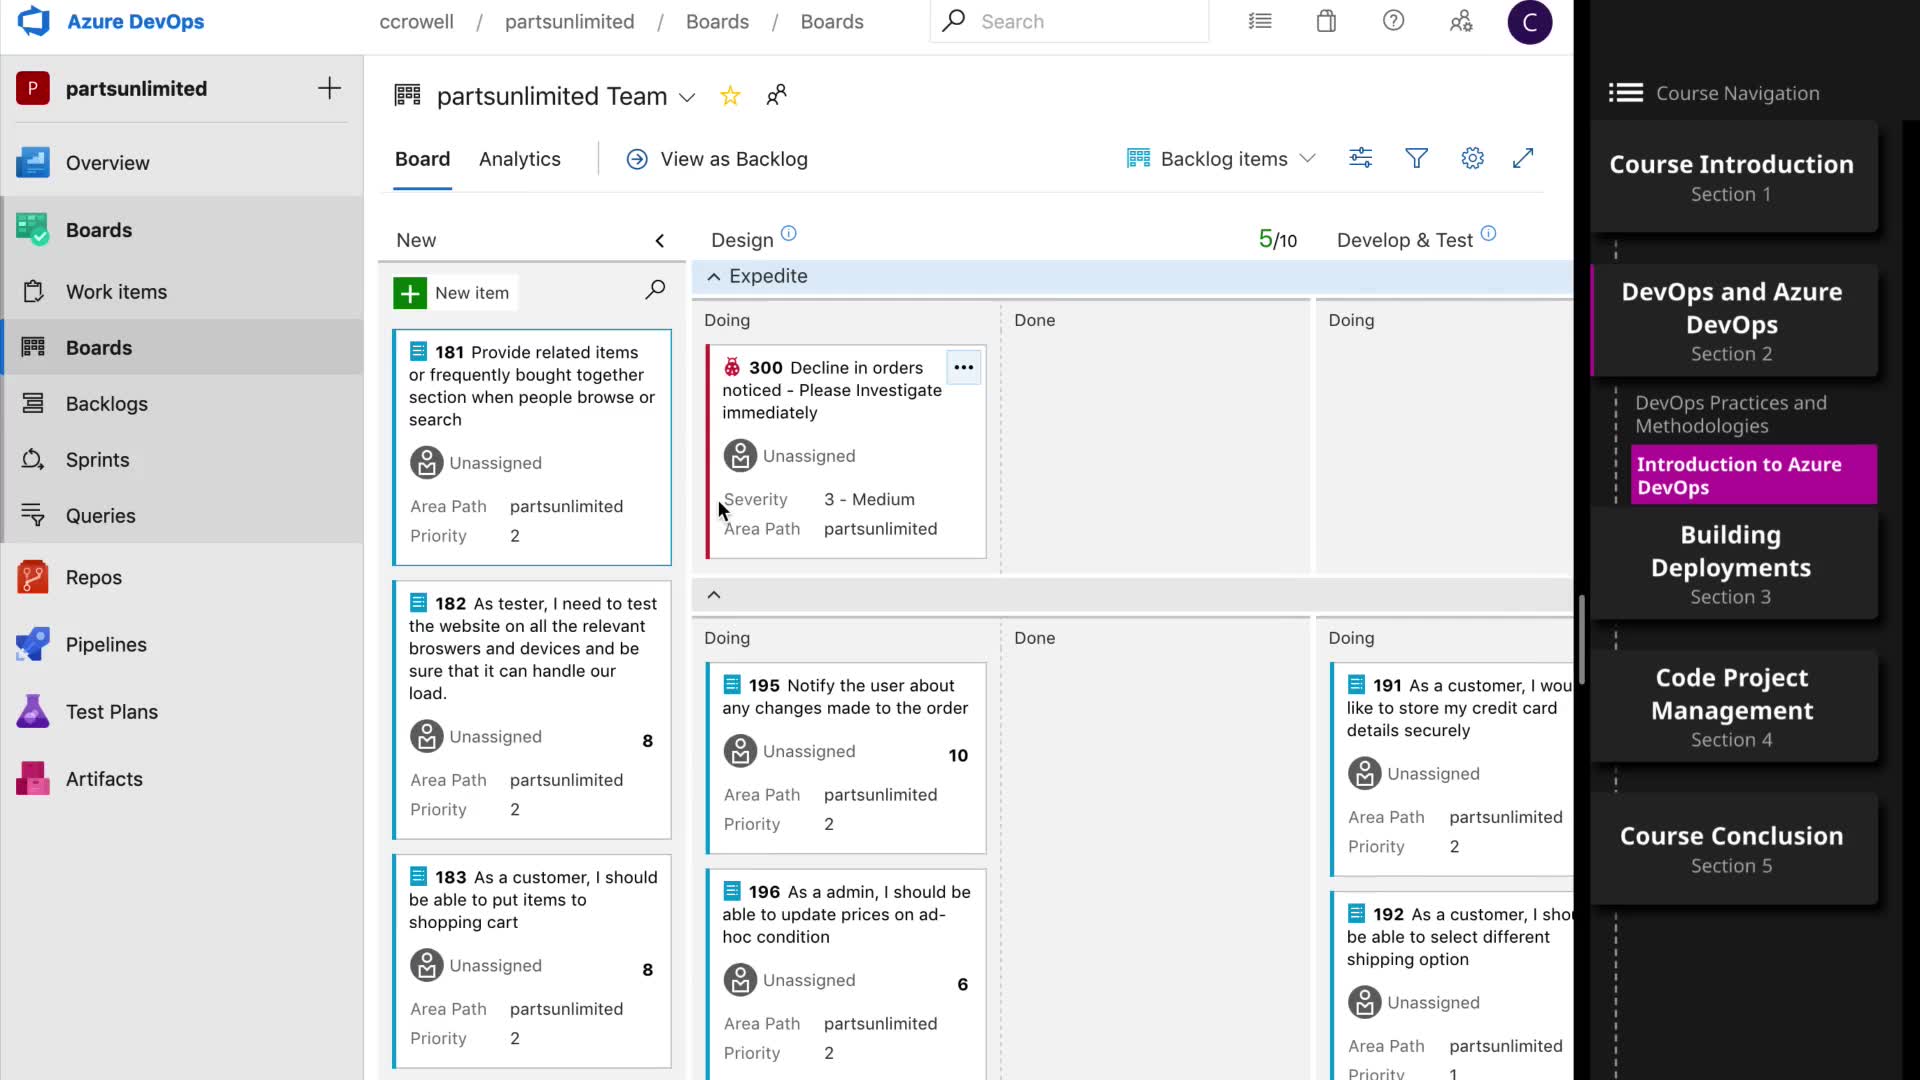 Azure DevOps
ccrowell / partsunlimited / Boards / Boards
Search
C
P partsunlimited
Overview
Boards
Work items
Boards
Backlogs
Sprints
Queries
Repos
Pipelines
Test Plans
Artifacts
partsunlimited Team
Board Analytics View as Backlog
Backlog items
New
New item
181 Provide related items
or frequently bought together
section when people browse or
search
Unassigned
Area Path partsunlimited
Priority 2
182 As tester, I need to test
the website on all the relevant
broswers and devices and be
sure that it can handle our
load.
Unassigned 8
Area Path partsunlimited
Priority 2
183 As a customer, I should
be able to put items to
shopping cart
Unassigned 8
Area Path partsunlimited
Priority 2
Design 5/10
Expedite
Doing Done
300 Decline in orders
noticed - Please Investigate
immediately
Unassigned
Severity 3 - Medium
Area Path partsunlimited
Doing Done
195 Notify the user about
any changes made to the order
Unassigned 10
Area Path partsunlimited
Priority 2
196 As a admin, I should be
able to update prices on ad-
hoc condition
Unassigned 6
Area Path partsunlimited
Priority 2
Develop & Test
Doing
Doing
191 As a customer, I wou
like to store my credit card
details securely
Unassigned
Area Path partsunlimited
Priority 2
192 As a customer, I sho
be able to select different
shipping option
Unassigned
Area Path partsunlimited
Priority 1
Course Navigation
Course Introduction
Section 1
DevOps and Azure
DevOps
Section 2
DevOps Practices and
Methodologies
Introduction to Azure
DevOps
Building
Deployments
Section 3
Code Project
Management
Section 4
Course Conclusion
Section 5